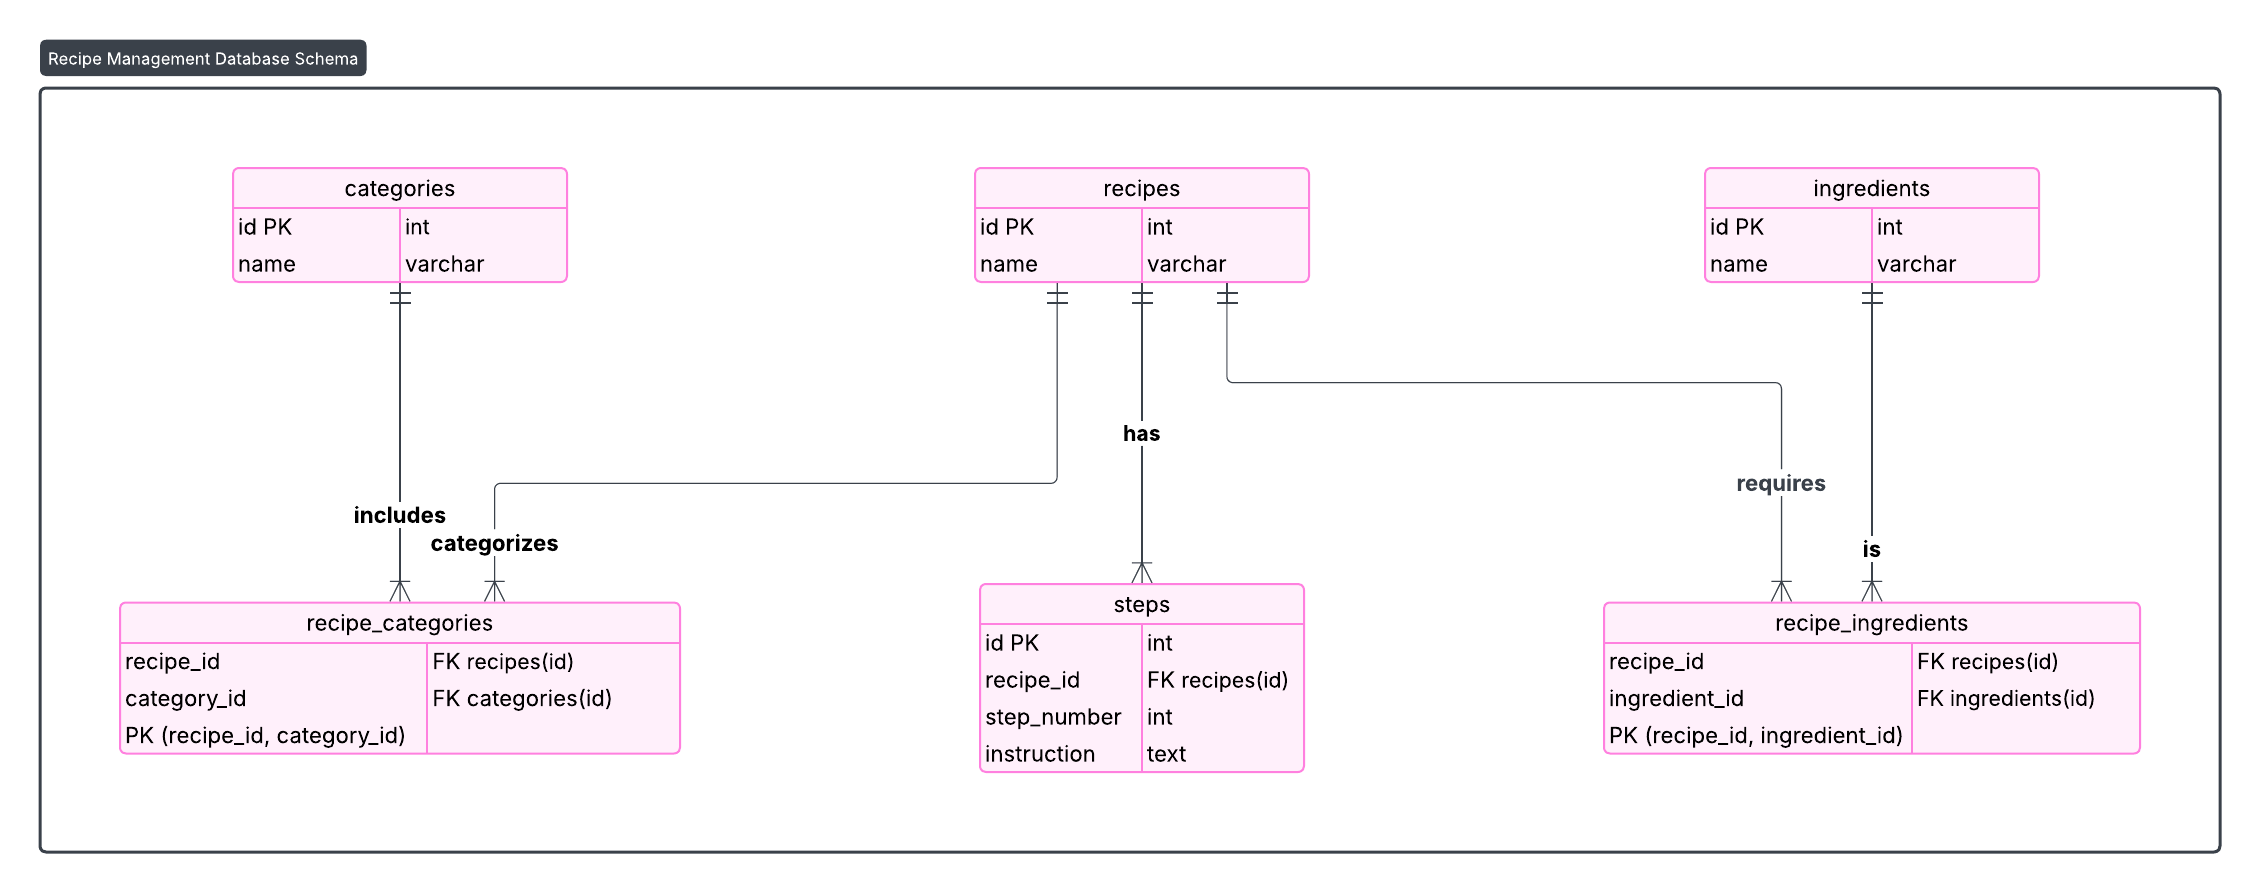 Recipe Management Database Schema
categories
id PK int
name varchar
recipes
id PK int
name varchar
ingredients
id PK int
name varchar
has
requires
includes
categorizes
is
recipe_categories
recipe_id FK recipes(id)
category_id FK categories(id)
PK (recipe_id, category_id)
steps
id PK int
recipe_id FK recipes(id)
step_number int
instruction text
recipe_ingredients
recipe_id FK recipes(id)
ingredient_id FK ingredients(id)
PK (recipe_id, ingredient_id)